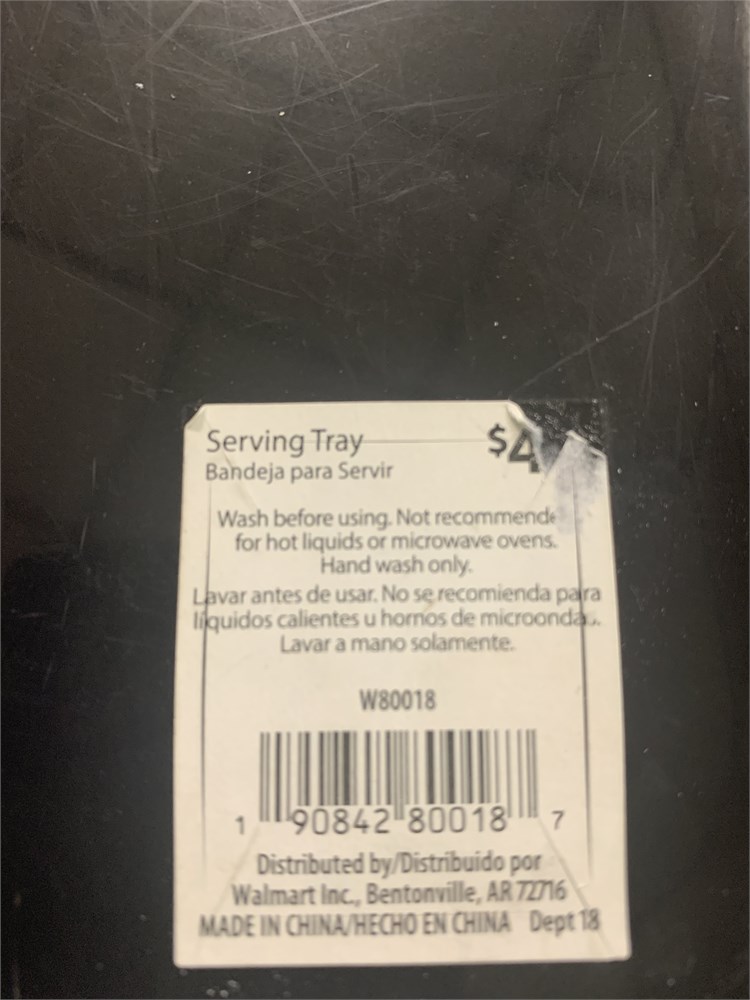 Serving Tray $4
Bandeja para Servir
Wash before using. Not recommende
for hot liquids or microwave ovens.
Hand wash only.
Lavar antes de usar. No se recomienda para
líquidos calientes u hornos de microondas.
Lavar a mano solamente.
W80018
1 90842 80018 7
Distributed by/Distribuido por
Walmart Inc., Bentonville, AR 72716
MADE IN CHINA/HECHO EN CHINA Dept 18